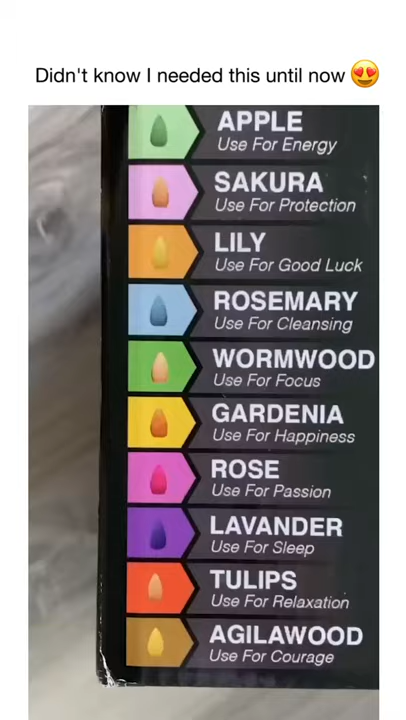 Didn't know I needed this until now 😍
APPLE
Use For Energy
SAKURA
Use For Protection
LILY
Use For Good Luck
ROSEMARY
Use For Cleansing
WORMWOOD
Use For Focus
GARDENIA
Use For Happiness
ROSE
Use For Passion
LAVANDER
Use For Sleep
TULIPS
Use For Relaxation
AGILAWOOD
Use For Courage